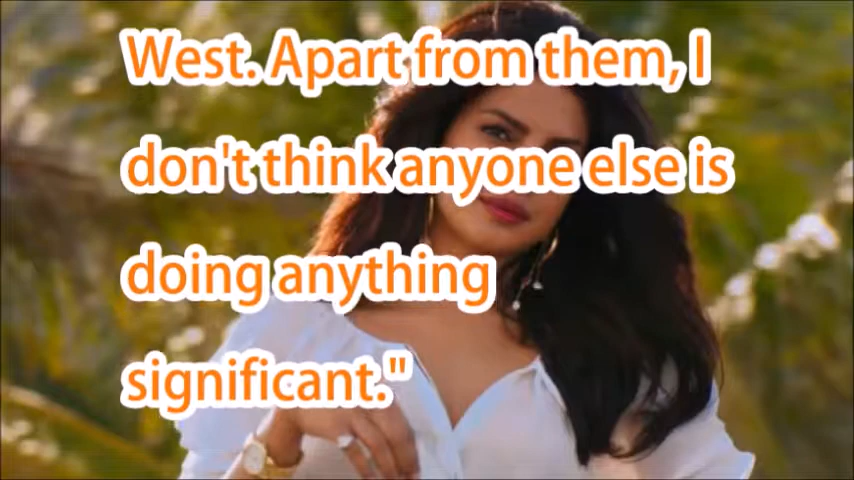 West. Apart from them, I
don't think anyone else is
doing anything
significant."